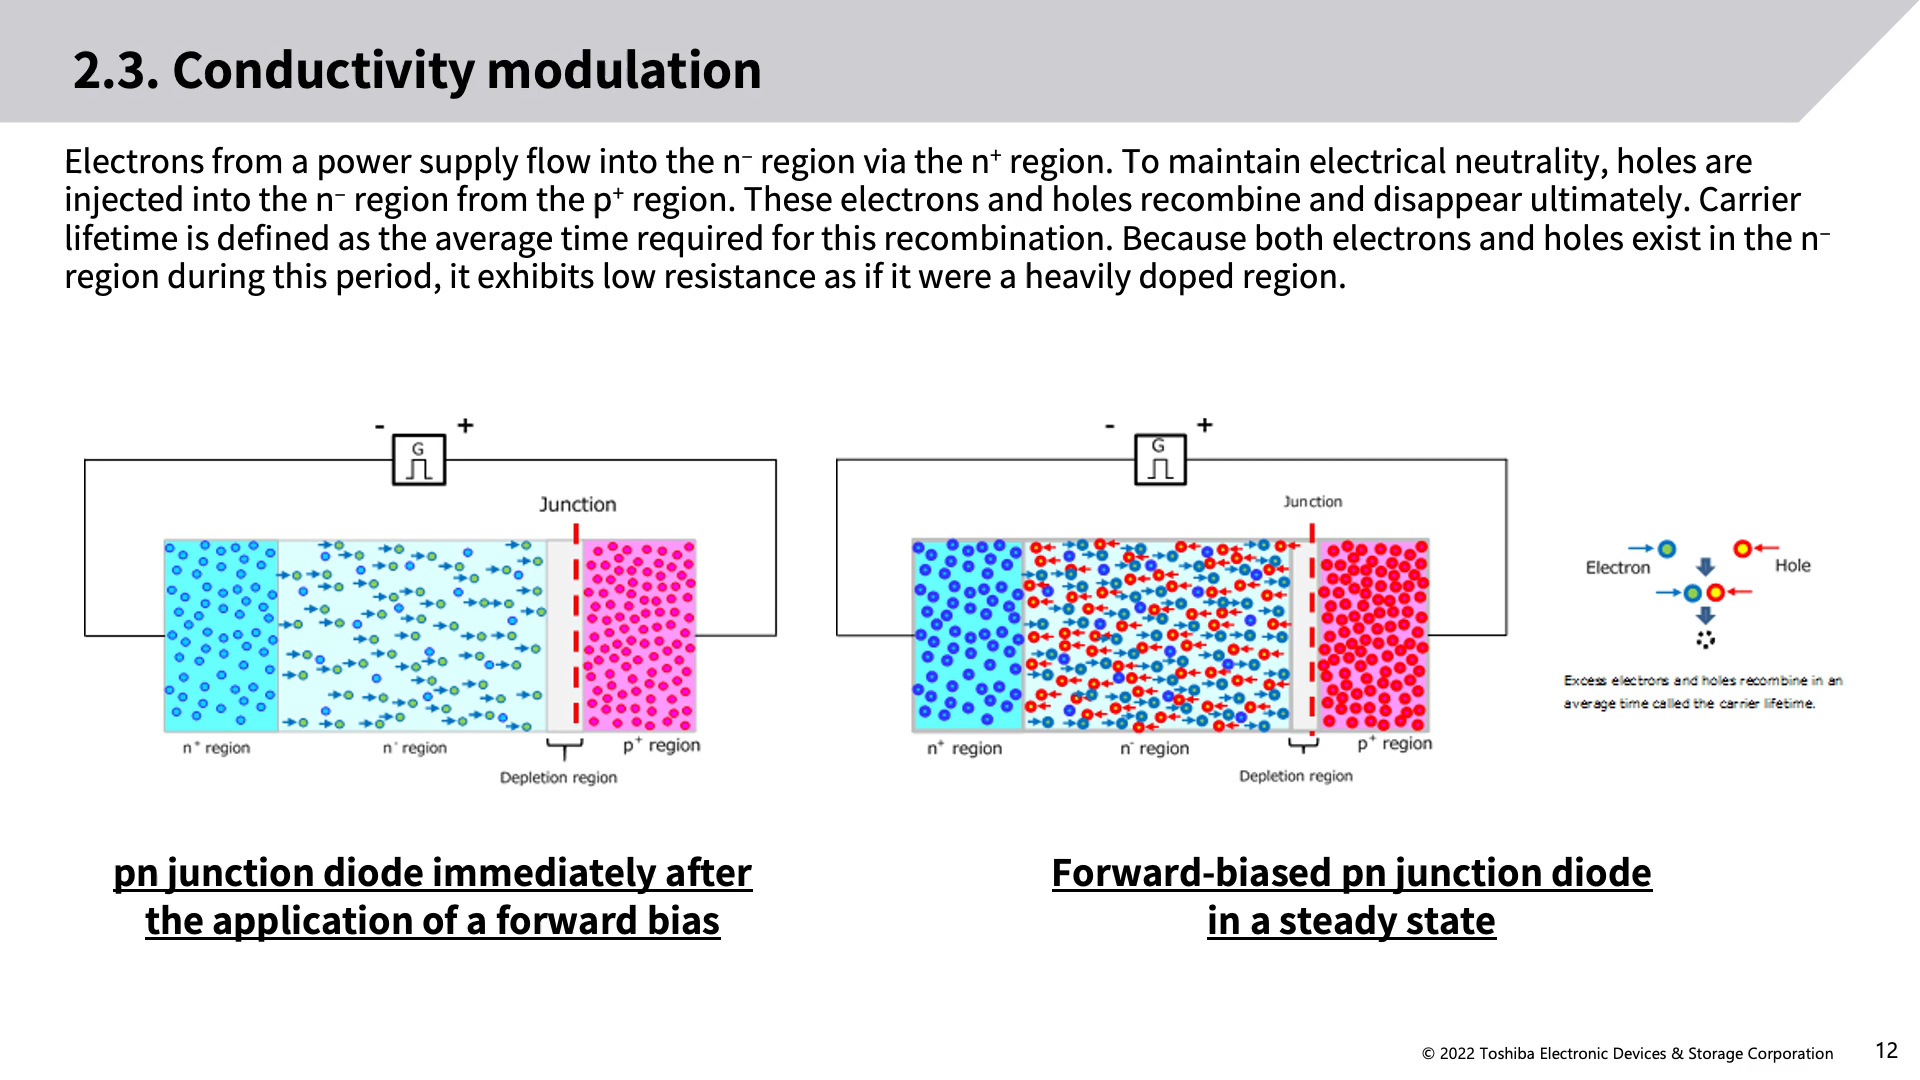 2.3. Conductivity modulation
Electrons from a power supply flow into the n⁻ region via the n⁺ region. To maintain electrical neutrality, holes are
injected into the n⁻ region from the p⁺ region. These electrons and holes recombine and disappear ultimately. Carrier
lifetime is defined as the average time required for this recombination. Because both electrons and holes exist in the n⁻
region during this period, it exhibits low resistance as if it were a heavily doped region.
- +
G
Junction
n⁺ region
n⁻ region
p⁺ region
Depletion region
- +
G
Junction
n⁺ region
n⁻ region
p⁺ region
Depletion region
Electron
Hole
Excess electrons and holes recombine in an
average time called the carrier lifetime.
pn junction diode immediately after
the application of a forward bias
Forward-biased pn junction diode
in a steady state
© 2022 Toshiba Electronic Devices & Storage Corporation
12